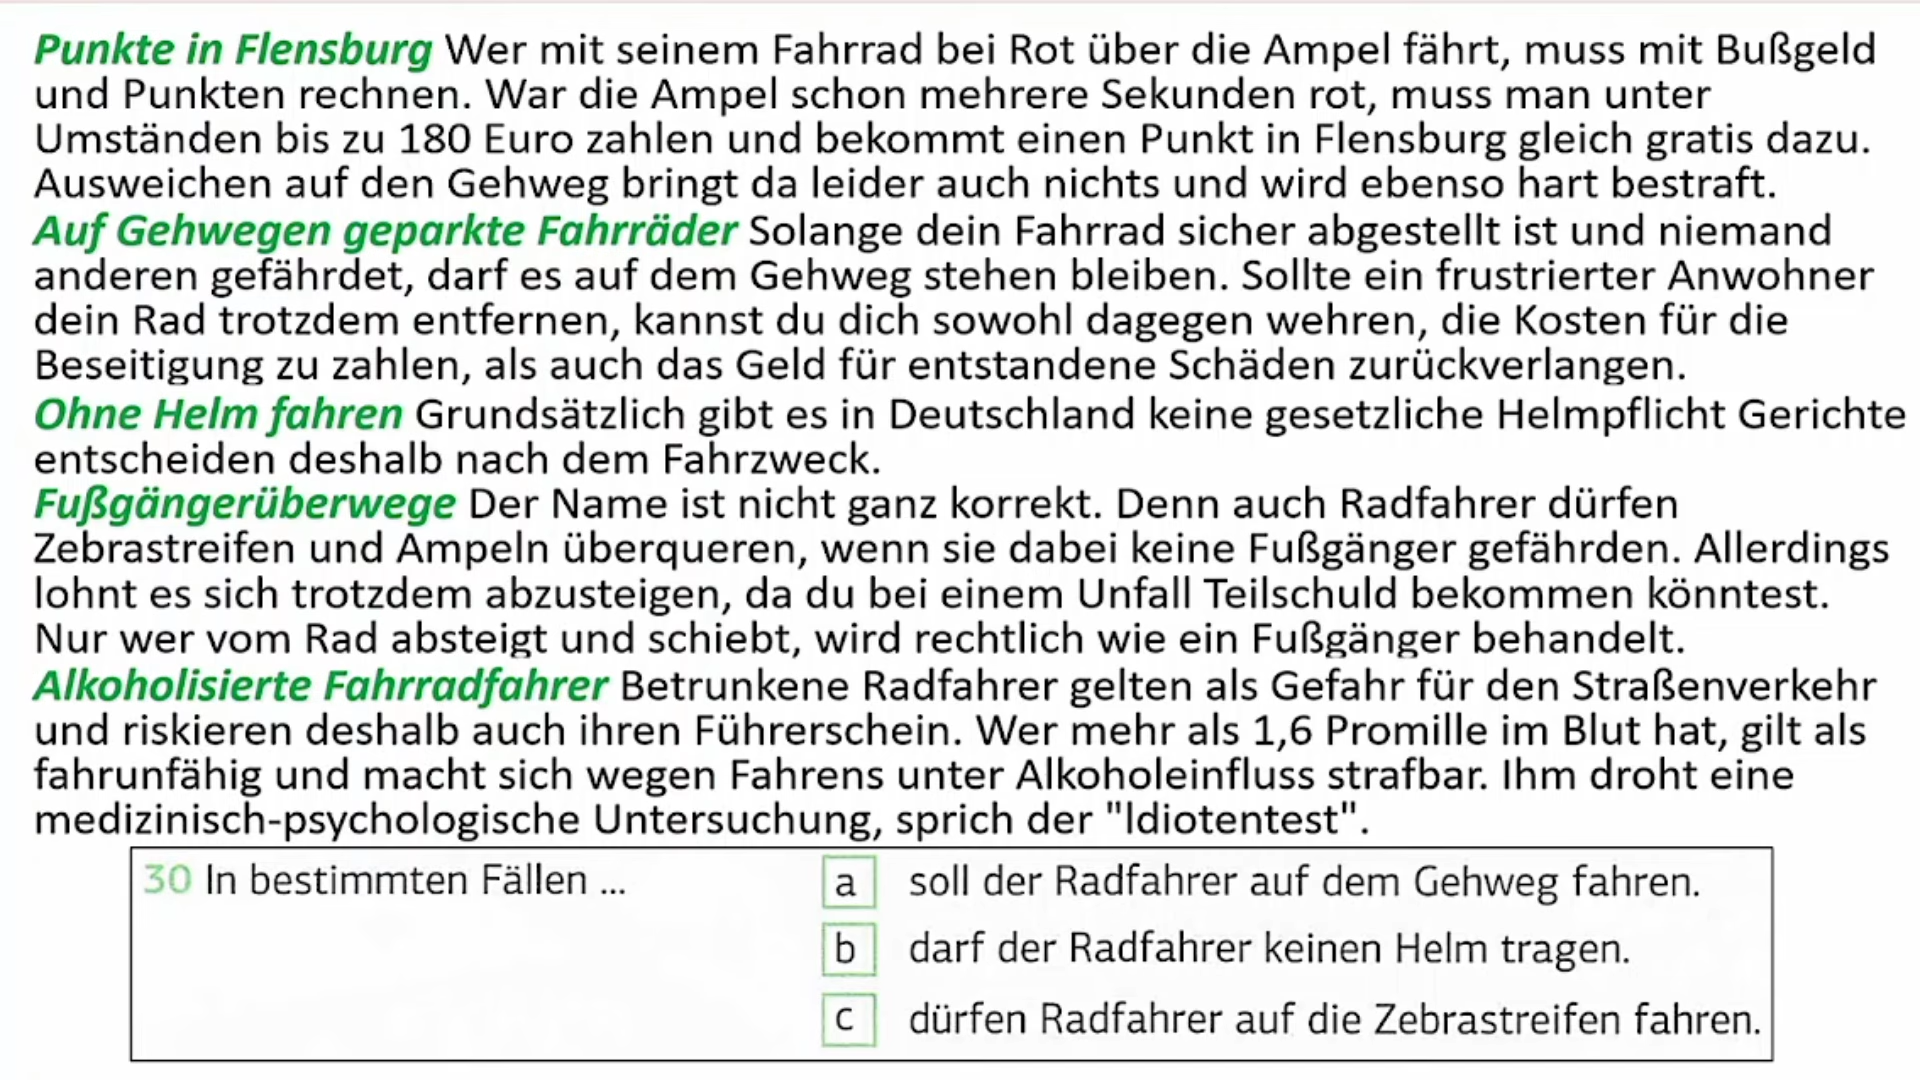 Punkte in Flensburg Wer mit seinem Fahrrad bei Rot über die Ampel fährt, muss mit Bußgeld
und Punkten rechnen. War die Ampel schon mehrere Sekunden rot, muss man unter
Umständen bis zu 180 Euro zahlen und bekommt einen Punkt in Flensburg gleich gratis dazu.
Ausweichen auf den Gehweg bringt da leider auch nichts und wird ebenso hart bestraft.
Auf Gehwegen geparkte Fahrräder Solange dein Fahrrad sicher abgestellt ist und niemand
anderen gefährdet, darf es auf dem Gehweg stehen bleiben. Sollte ein frustrierter Anwohner
dein Rad trotzdem entfernen, kannst du dich sowohl dagegen wehren, die Kosten für die
Beseitigung zu zahlen, als auch das Geld für entstandene Schäden zurückverlangen.
Ohne Helm fahren Grundsätzlich gibt es in Deutschland keine gesetzliche Helmpflicht Gerichte
entscheiden deshalb nach dem Fahrzweck.
Fußgängerüberwege Der Name ist nicht ganz korrekt. Denn auch Radfahrer dürfen
Zebrastreifen und Ampeln überqueren, wenn sie dabei keine Fußgänger gefährden. Allerdings
lohnt es sich trotzdem abzusteigen, da du bei einem Unfall Teilschuld bekommen könntest.
Nur wer vom Rad absteigt und schiebt, wird rechtlich wie ein Fußgänger behandelt.
Alkoholisierte Fahrradfahrer Betrunkene Radfahrer gelten als Gefahr für den Straßenverkehr
und riskieren deshalb auch ihren Führerschein. Wer mehr als 1,6 Promille im Blut hat, gilt als
fahrunfähig und macht sich wegen Fahrens unter Alkoholeinfluss strafbar. Ihm droht eine
medizinisch-psychologische Untersuchung, sprich der "Idiotentest".
30 In bestimmten Fällen ...
a soll der Radfahrer auf dem Gehweg fahren.
b darf der Radfahrer keinen Helm tragen.
c dürfen Radfahrer auf die Zebrastreifen fahren.